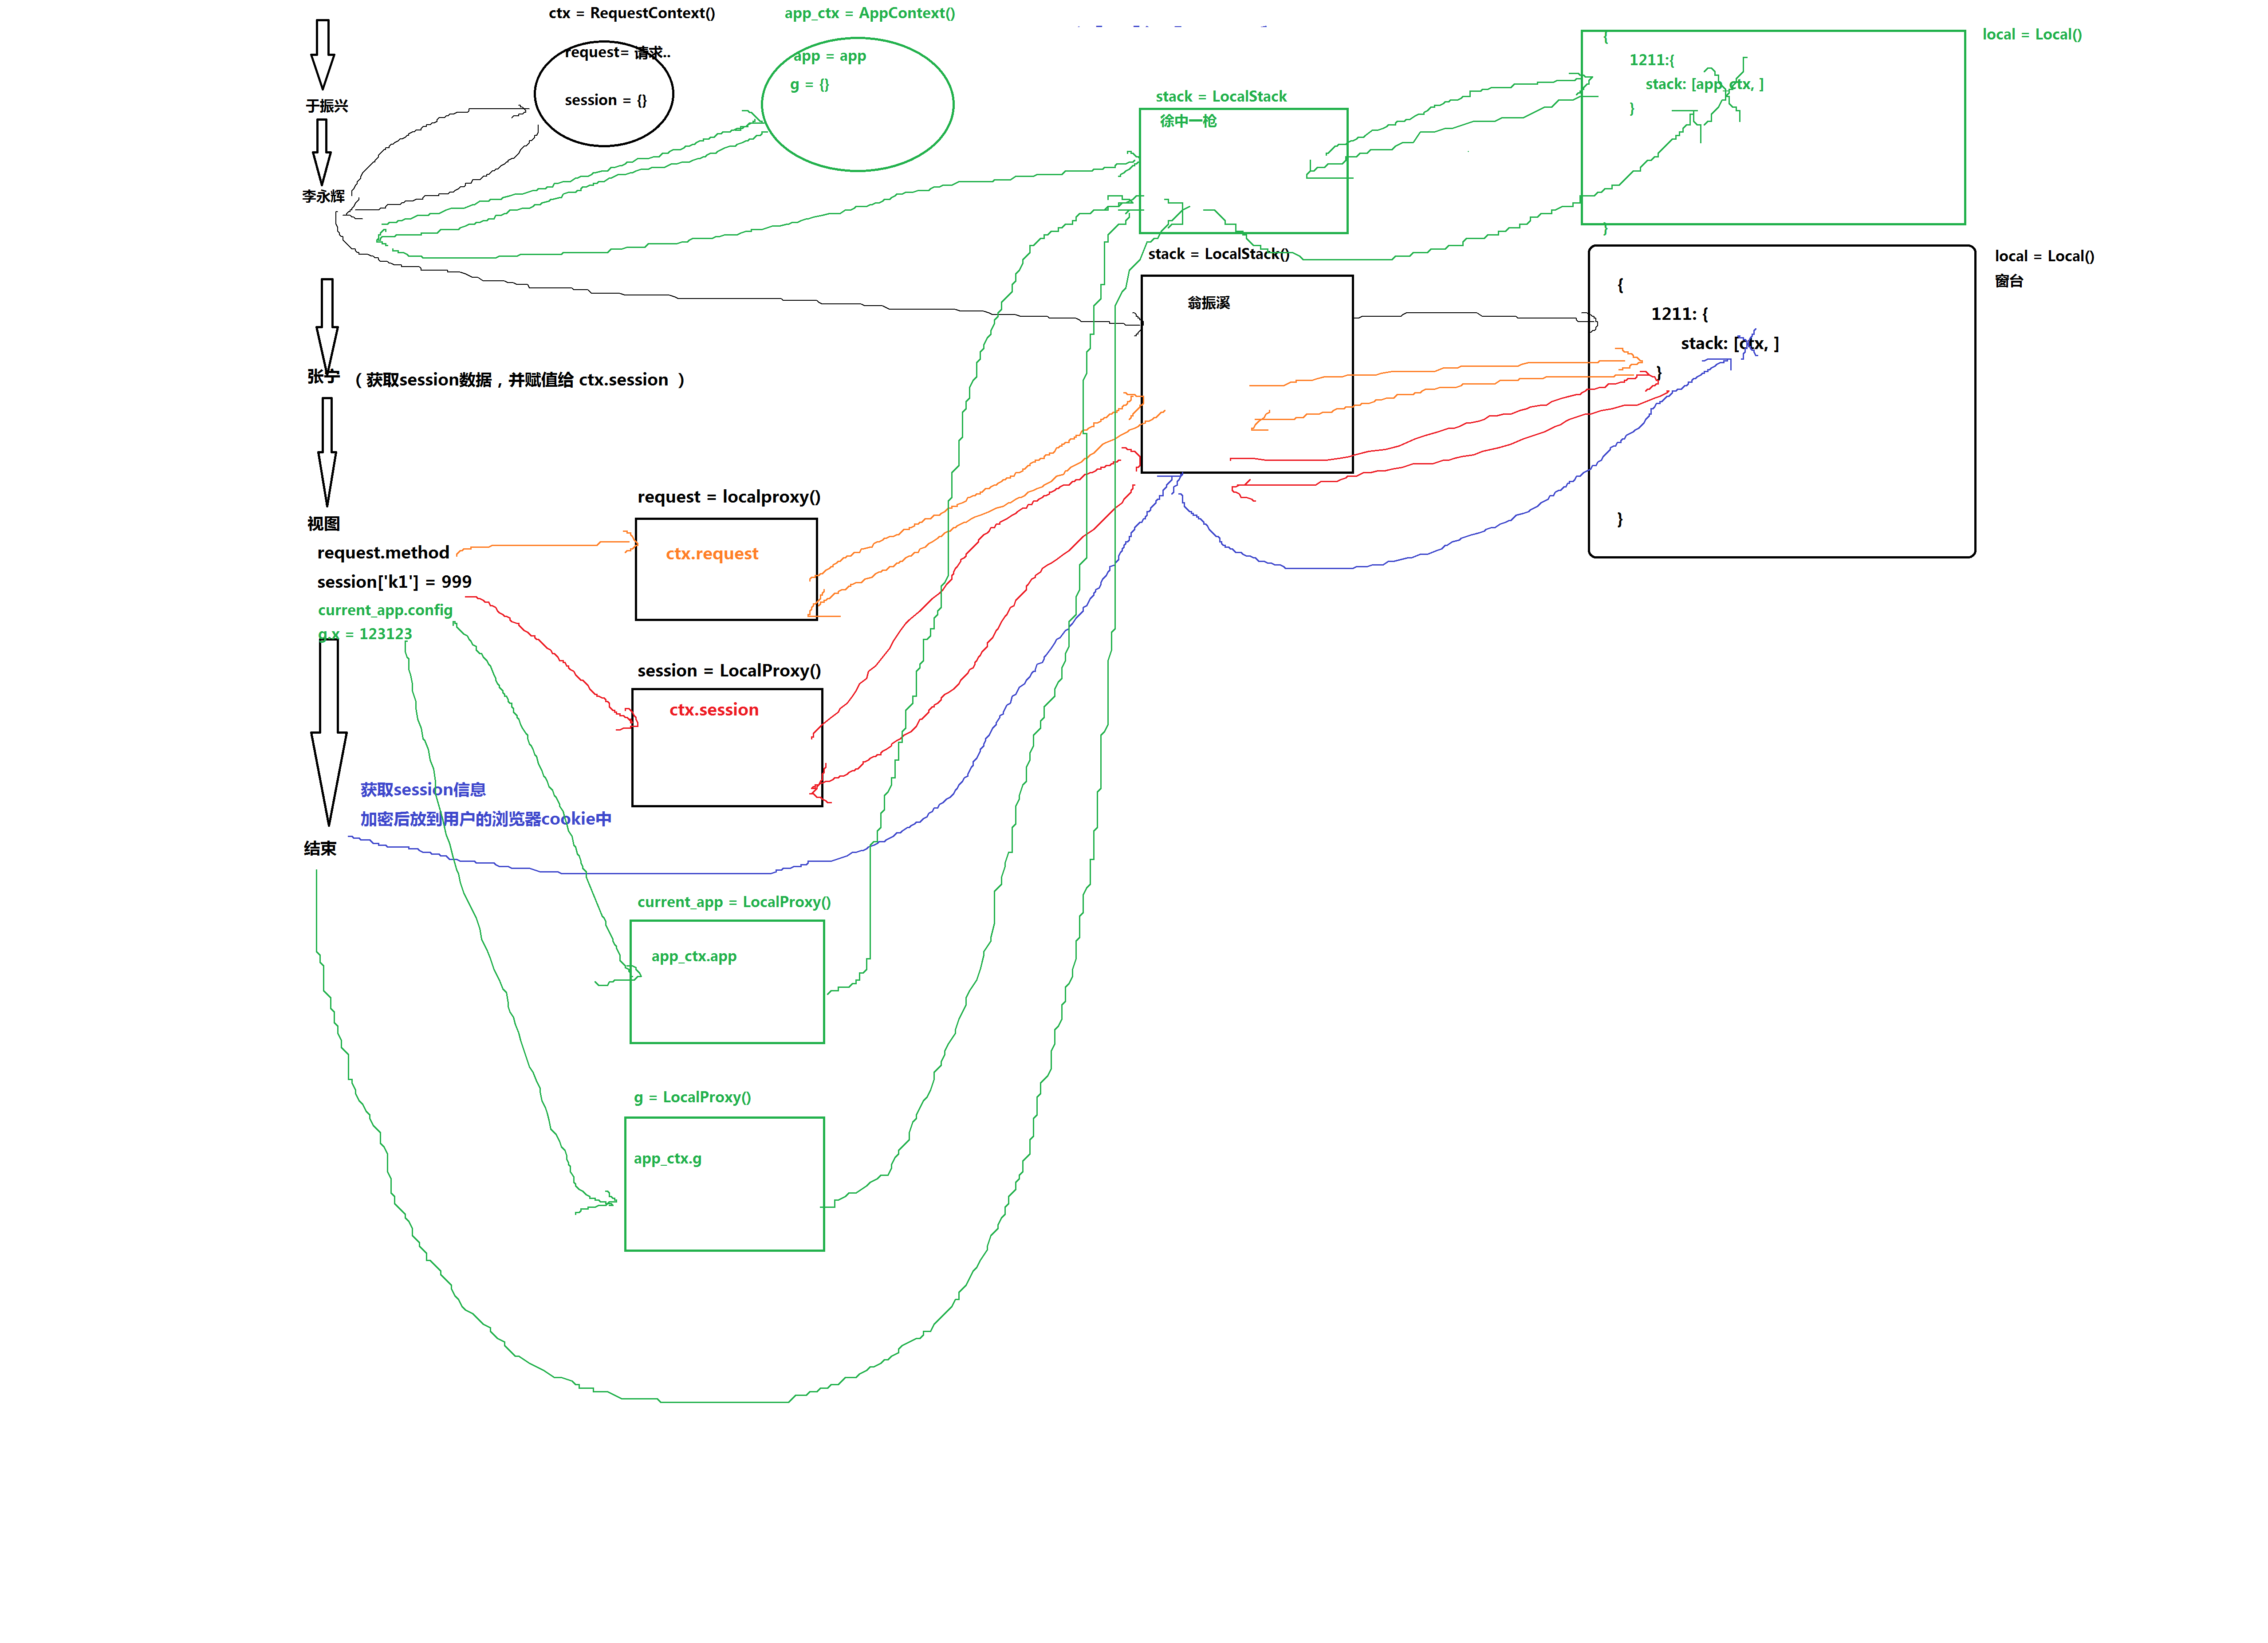 ctx = RequestContext()
request= 请求..
session = {}
app_ctx = AppContext()
app = app
g = {}
stack = LocalStack
徐中一枪
local = Local()
{
1211:{
stack: [app_ctx, ]
}
}
于振兴
李永辉
stack = LocalStack()
翁振溪
local = Local()
窗台
{
1211: {
stack: [ctx, ]
}
}
张宁
（ 获取session数据，并赋值给 ctx.session ）
视图
request.method
session['k1'] = 999
current_app.config
g.x = 123123
request = localproxy()
ctx.request
session = LocalProxy()
ctx.session
获取session信息
加密后放到用户的浏览器cookie中
结束
current_app = LocalProxy()
app_ctx.app
g = LocalProxy()
app_ctx.g